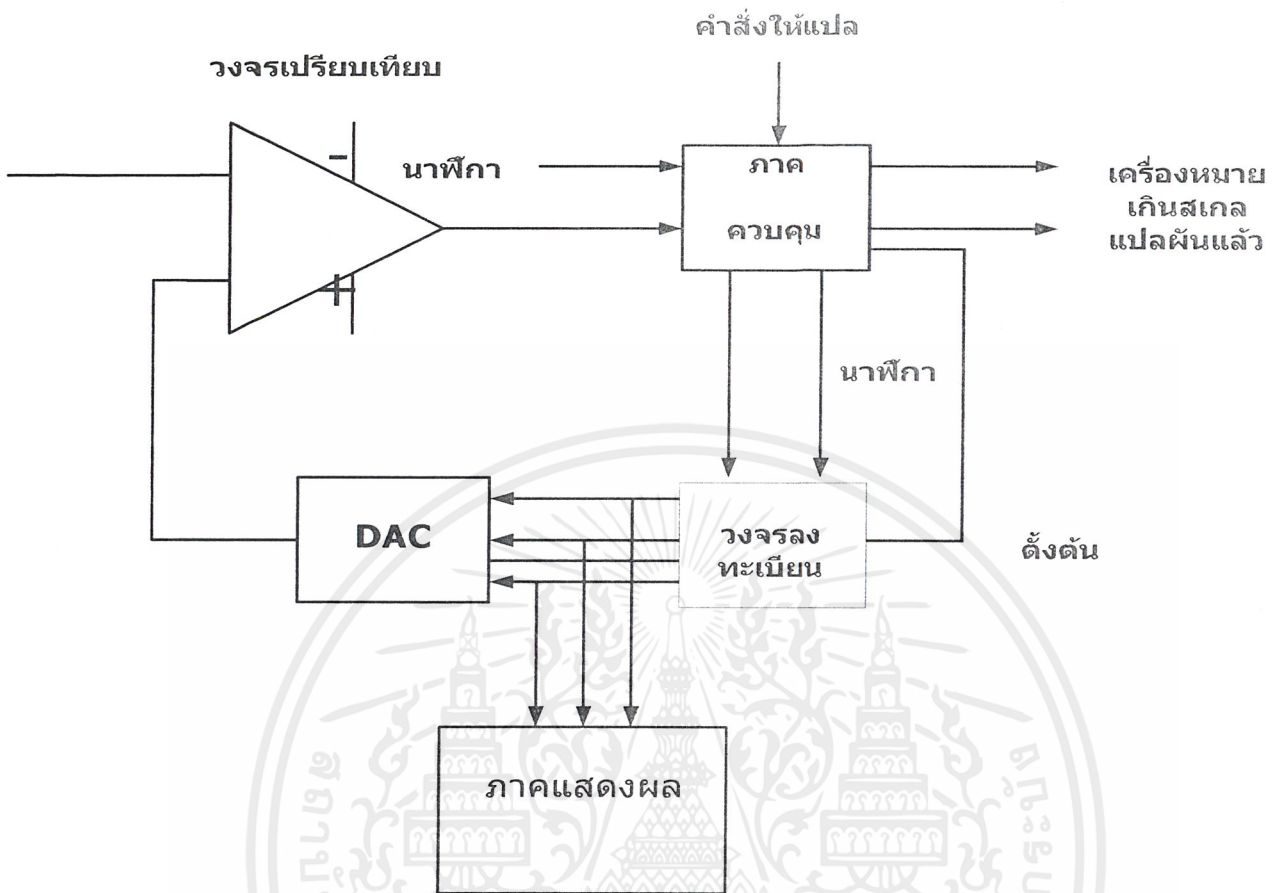 คำสั่งให้แปล
วงจรเปรียบเทียบ
-
นาฬิกา
ภาค
ควบคุม
เครื่องหมาย
เกินสเกล
แปลผันแล้ว
+
นาฬิกา
DAC
วงจรลง
ทะเบียน
ตั้งต้น
ภาคแสดงผล